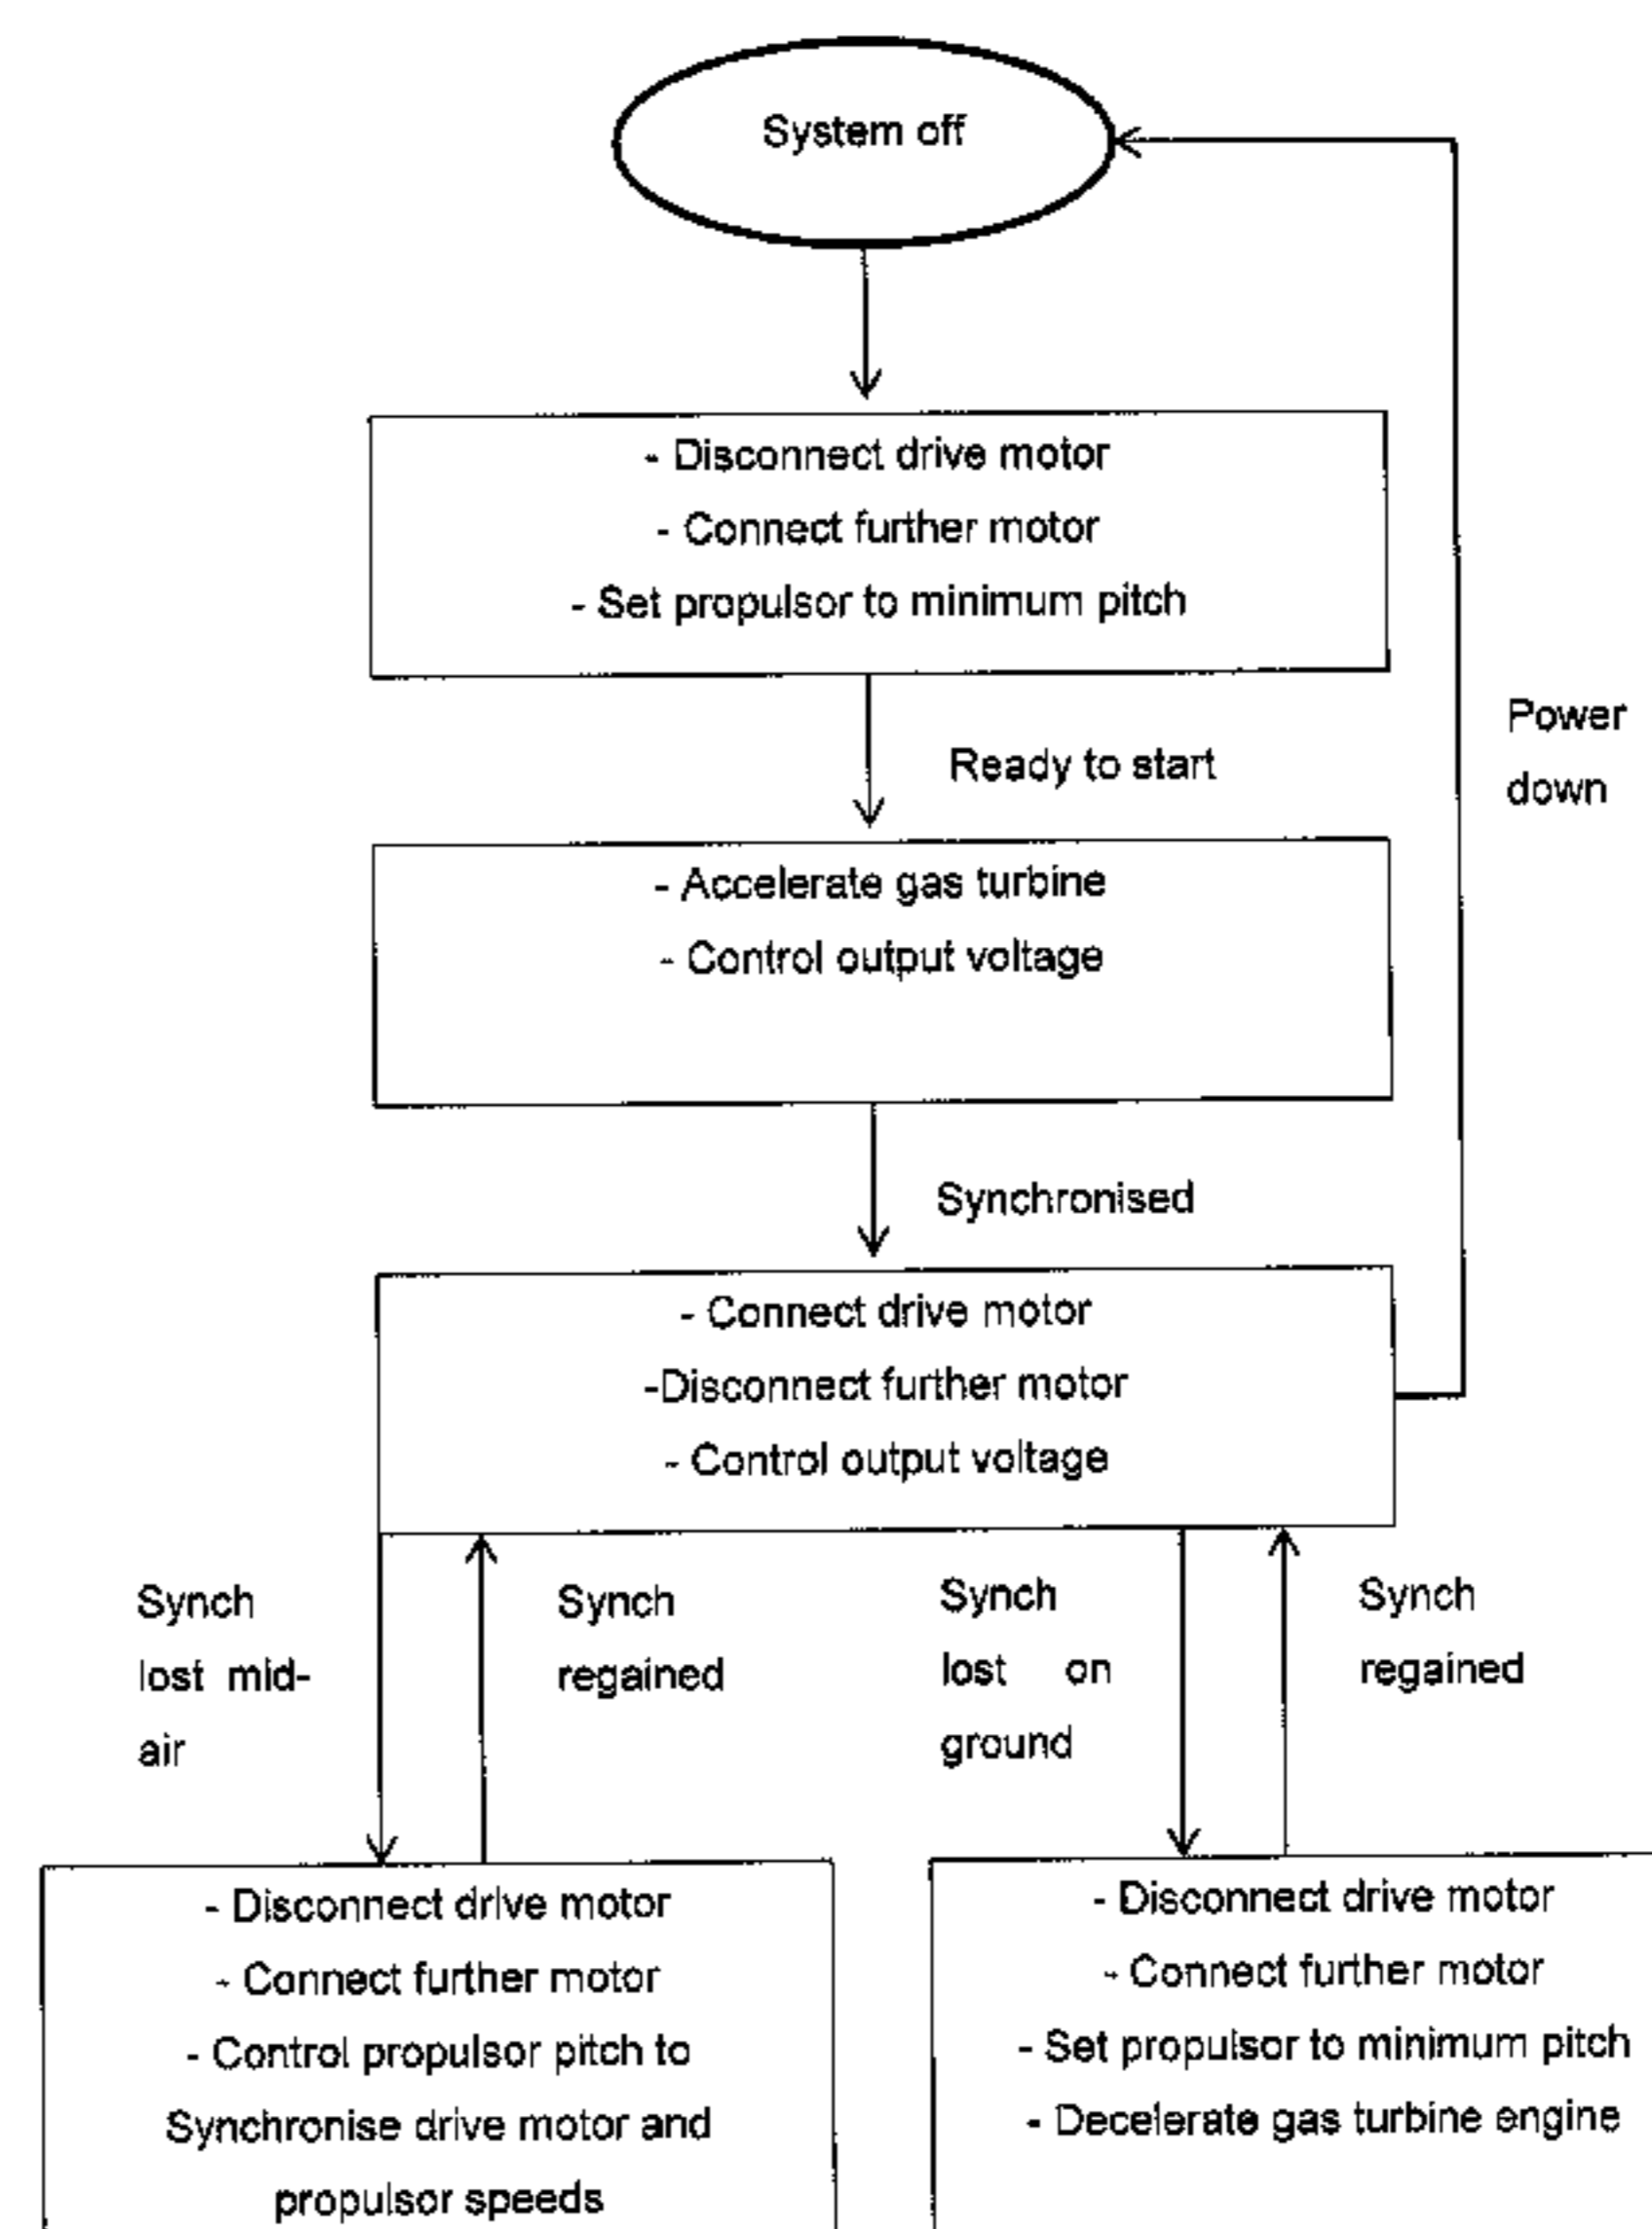 System off
- Disconnect drive motor
- Connect further motor
- Set propulsor to minimum pitch
Ready to start
Power
down
- Accelerate gas turbine
- Control output voltage
Synchronised
- Connect drive motor
-Disconnect further motor
- Control output voltage
Synch
lost mid-
air
Synch
regained
Synch
lost on
ground
Synch
regained
- Disconnect drive motor
- Connect further motor
- Control propulsor pitch to
Synchronise drive motor and
propulsor speeds
- Disconnect drive motor
- Connect further motor
- Set propulsor to minimum pitch
- Decelerate gas turbine engine